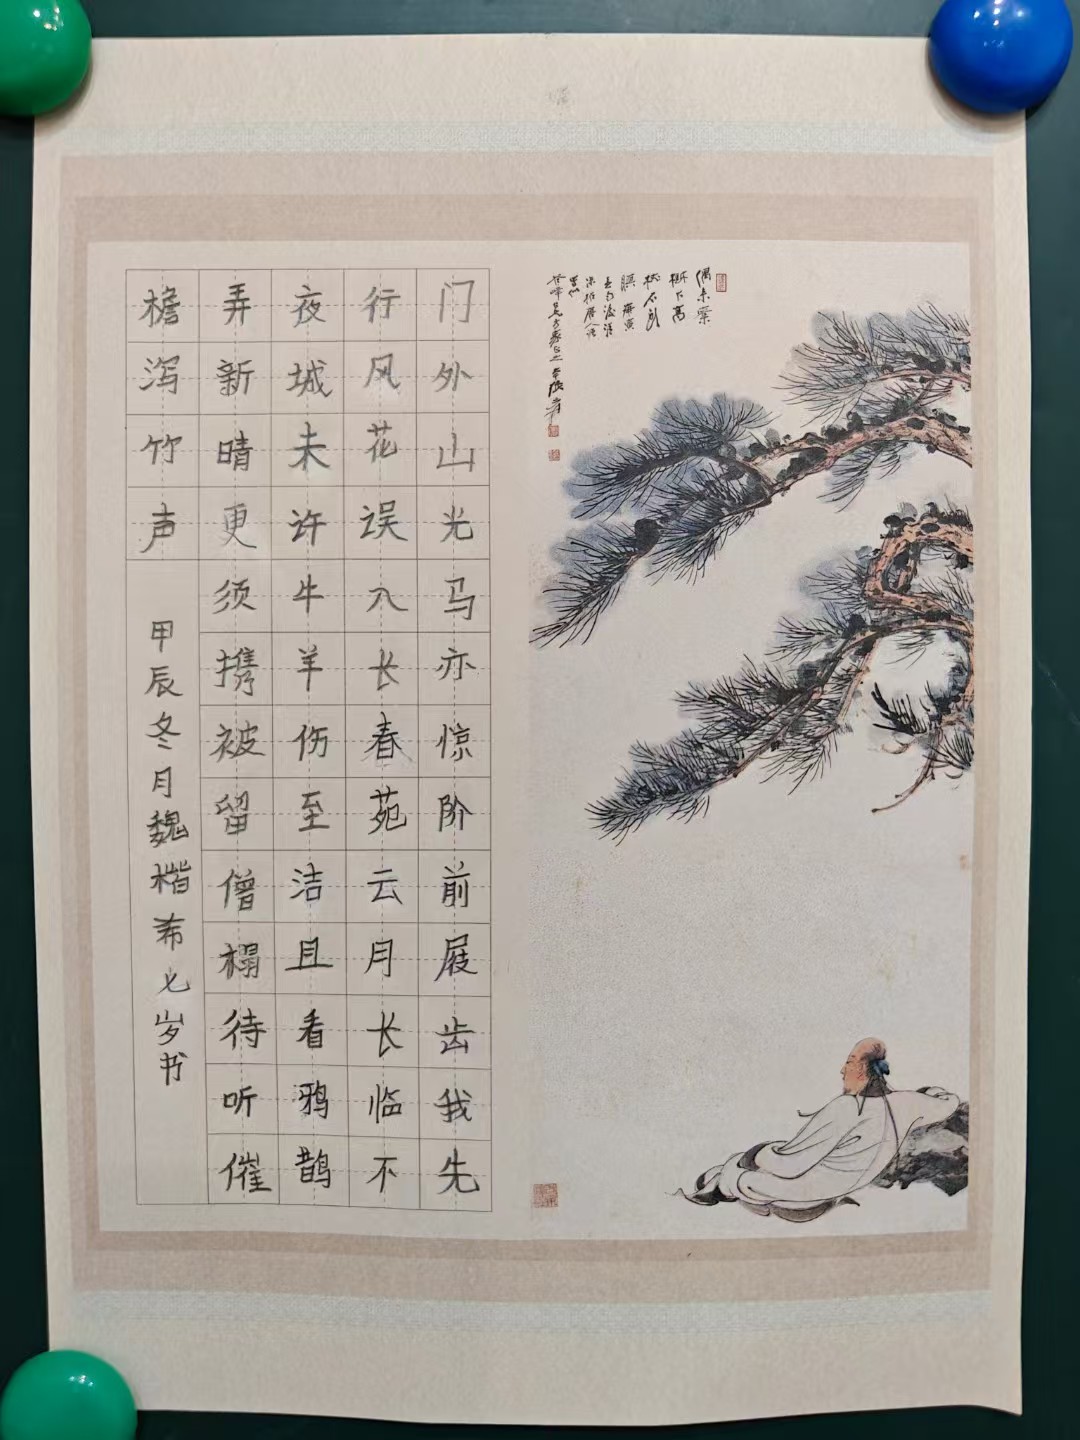 门外山光马亦惊阶前屐齿我先
行风花误入长春苑云月长临不
夜城未许牛羊伤至洁且看鸦鹊
弄新晴更须携被留僧榻待听催
檐泻竹声
甲辰冬月魏楷希七岁书